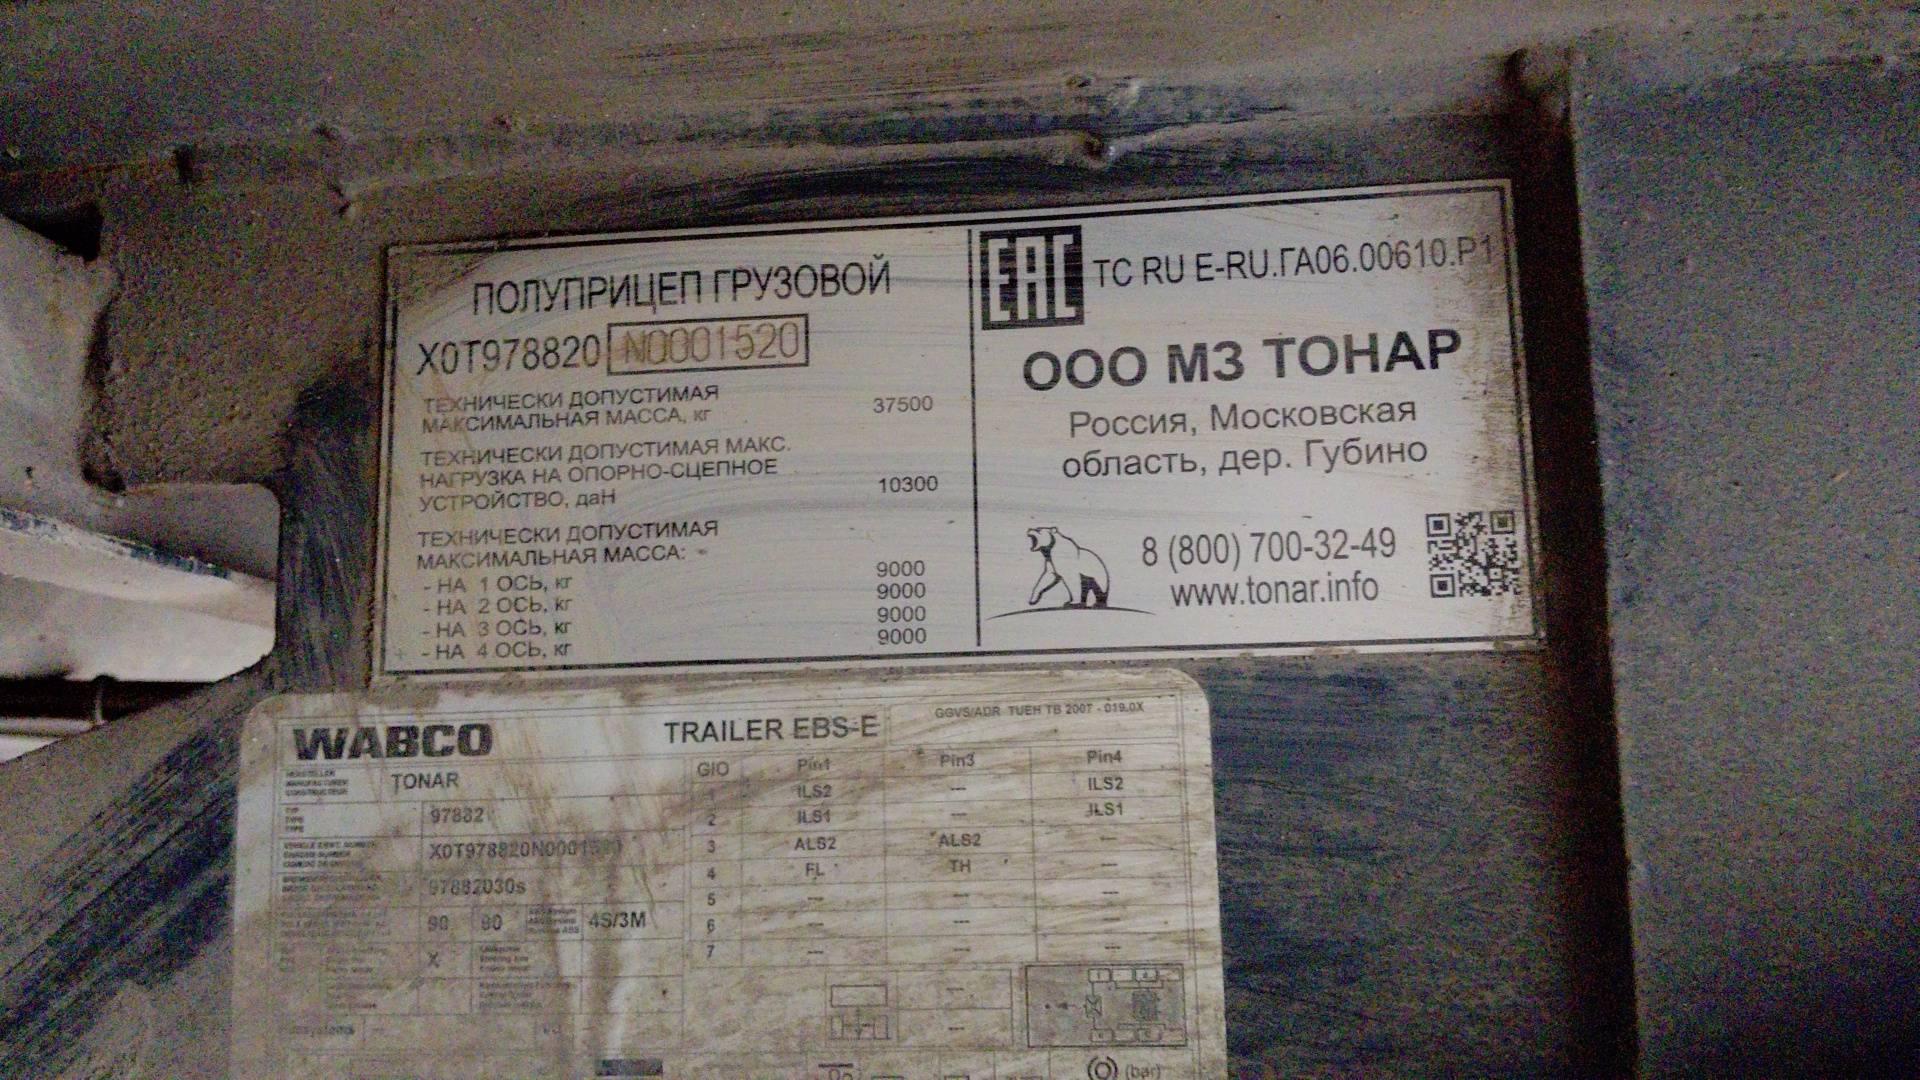 ПОЛУПРИЦЕП ГРУЗОВОЙ
X0T978820 N0001520
ТЕХНИЧЕСКИ ДОПУСТИМАЯ
МАКСИМАЛЬНАЯ МАССА, кг 37500
ТЕХНИЧЕСКИ ДОПУСТИМАЯ МАКС.
НАГРУЗКА НА ОПОРНО-СЦЕПНОЕ
УСТРОЙСТВО, даН 10300
ТЕХНИЧЕСКИ ДОПУСТИМАЯ
МАКСИМАЛЬНАЯ МАССА:
- НА 1 ОСЬ, кг 9000
- НА 2 ОСЬ, кг 9000
- НА 3 ОСЬ, кг 9000
- НА 4 ОСЬ, кг 9000
EAC TC RU E-RU.ГА06.00610.P1
ООО МЗ ТОНАР
Россия, Московская
область, дер. Губино
8 (800) 700-32-49
www.tonar.info
WABCO TRAILER EBS-E GGVS/ADR TUEH TB 2007 - 019.0X
TONAR
97882
97882030s
90 90 4S/3M
X
GIO Pin1 Pin3 Pin4
1 ILS2 --- ILS2
2 ILS1 --- ILS1
3 ALS2 ALS2 ---
4 FL TH ---
5 --- --- ---
6 --- --- ---
7 --- --- ---
(bar)